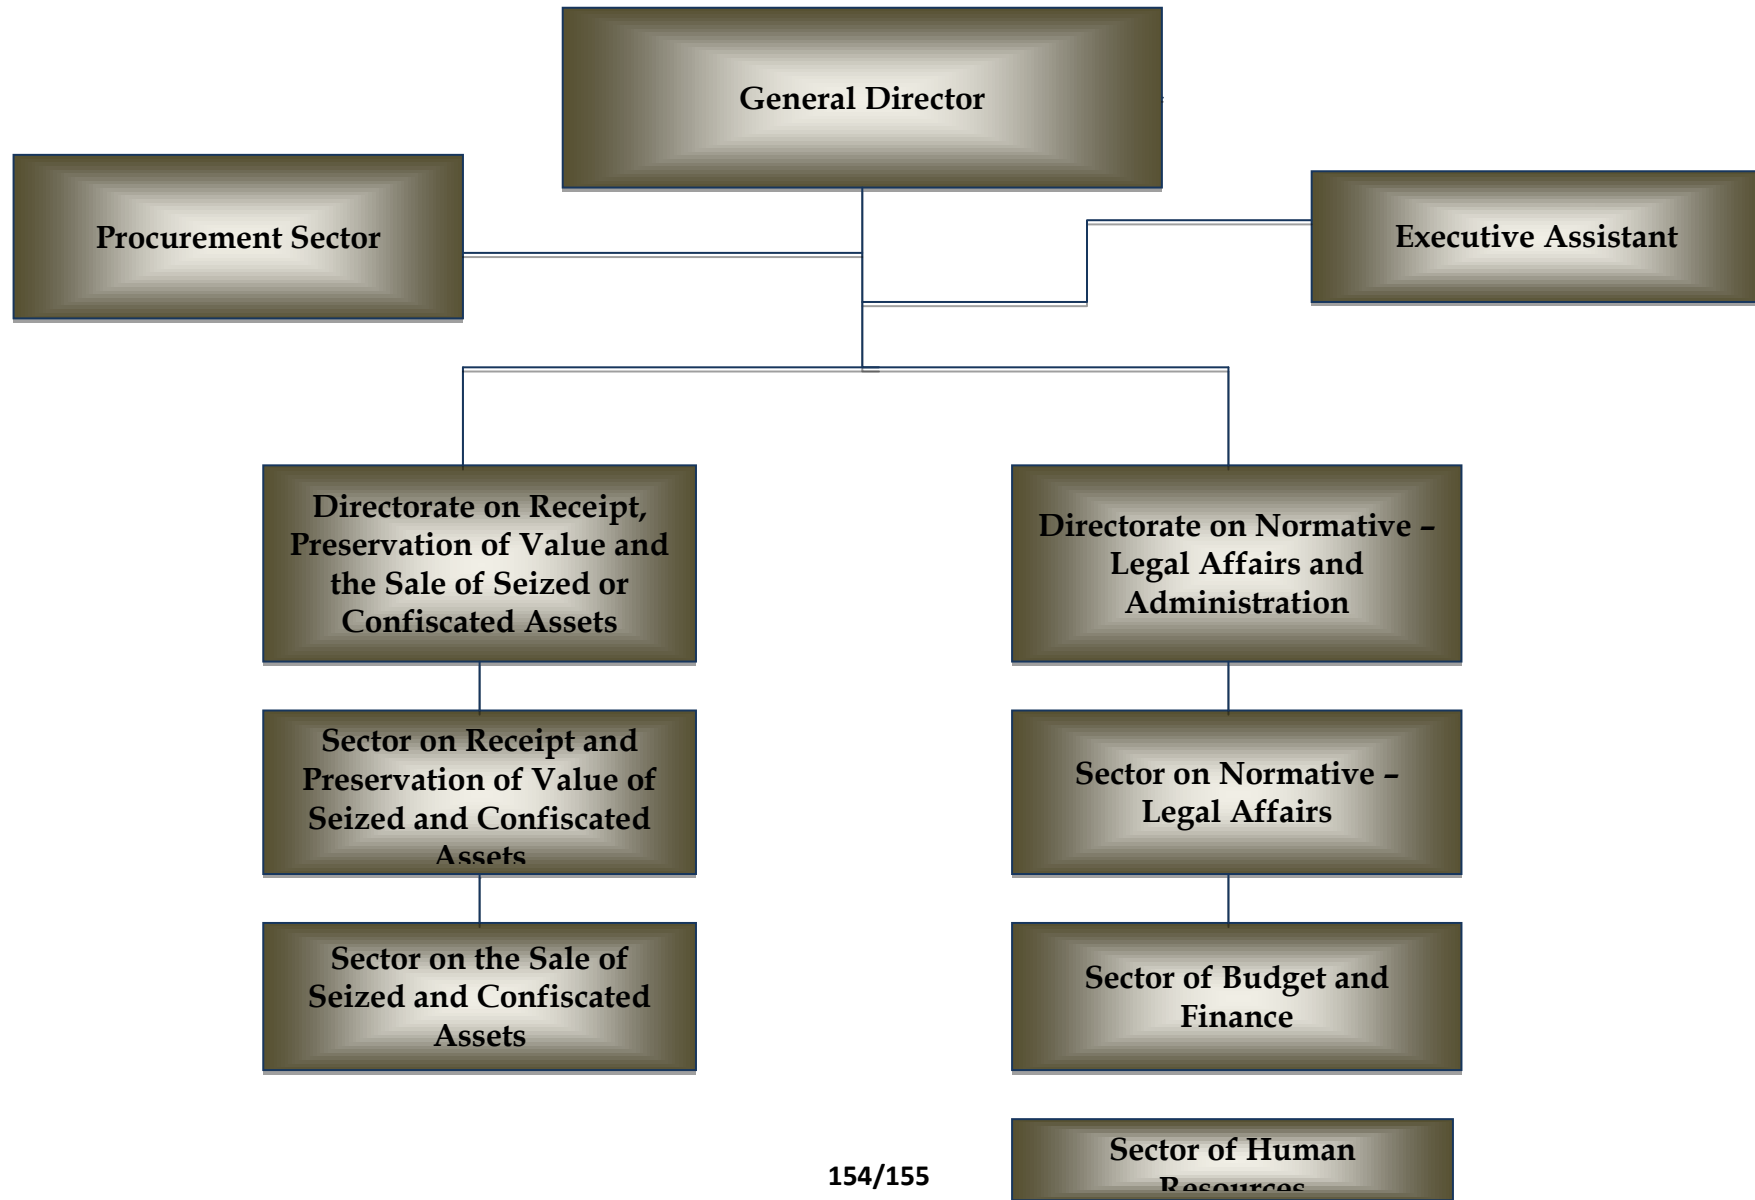 General Director
Procurement Sector
Executive Assistant
Directorate on Receipt,
Preservation of Value and
the Sale of Seized or
Confiscated Assets
Directorate on Normative –
Legal Affairs and
Administration
Sector on Receipt and
Preservation of Value of
Seized and Confiscated
Assets
Sector on Normative –
Legal Affairs
Sector on the Sale of
Seized and Confiscated
Assets
Sector of Budget and
Finance
Sector of Human
Resources
154/155